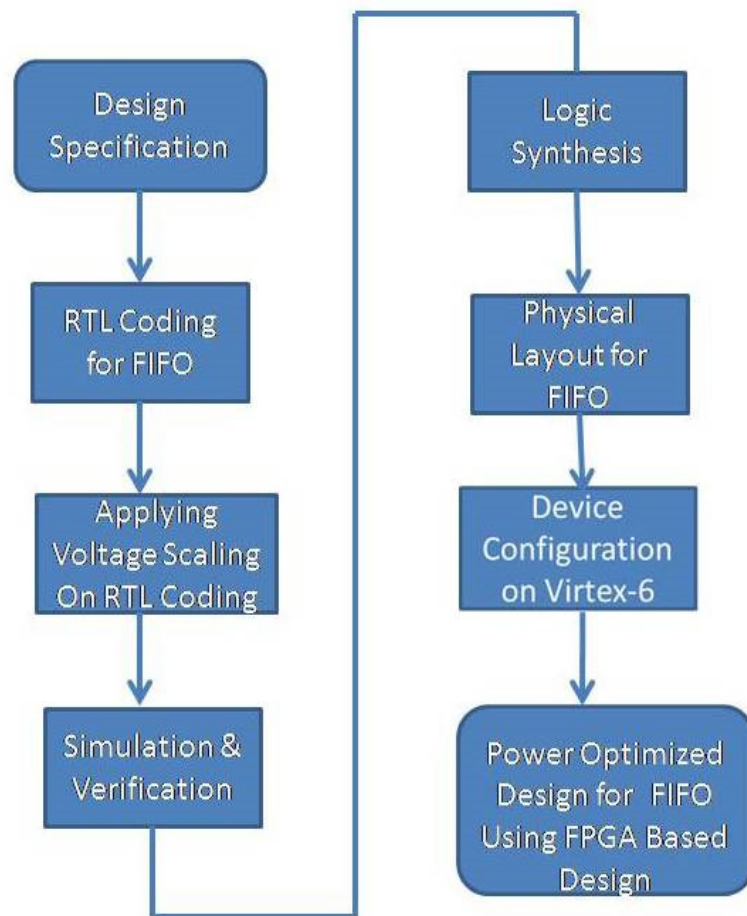 Design
Specification
RTL Coding
for FIFO
Applying
Voltage Scaling
On RTL Coding
Simulation &
Verification
Logic
Synthesis
Physical
Layout for
FIFO
Device
Configuration
on Virtex-6
Power Optimized
Design for FIFO
Using FPGA Based
Design